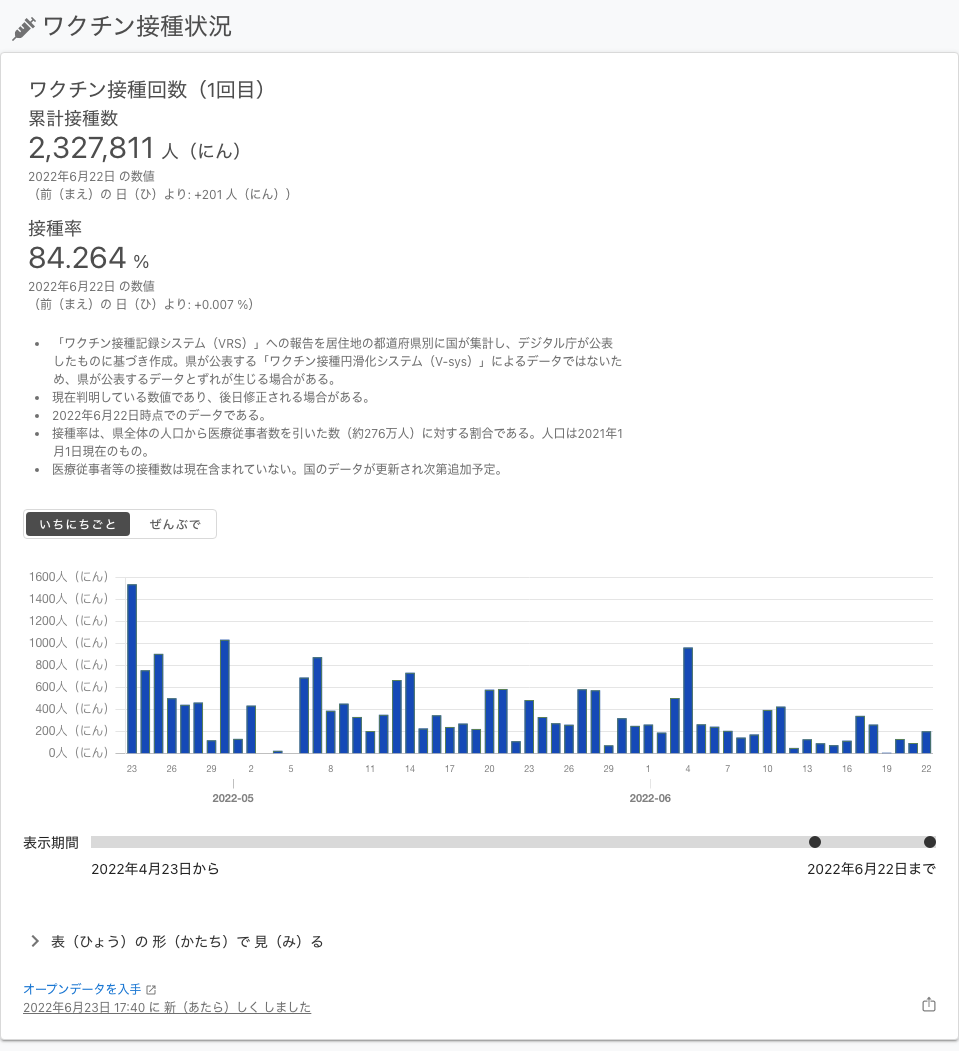 ワクチン接種状況
ワクチン接種回数（1回目）
累計接種数
2,327,811 人（にん）
2022年6月22日 の数値
（前（まえ）の 日（ひ）より: +201 人（にん））
接種率
84.264 %
2022年6月22日 の数値
（前（まえ）の 日（ひ）より: +0.007 %）
• 「ワクチン接種記録システム（VRS）」への報告を居住地の都道府県別に国が集計し、デジタル庁が公表
したものに基づき作成。県が公表する「ワクチン接種円滑化システム（V-sys）」によるデータではないた
め、県が公表するデータとずれが生じる場合がある。
• 現在判明している数値であり、後日修正される場合がある。
• 2022年6月22日時点でのデータである。
• 接種率は、県全体の人口から医療従事者数を引いた数（約276万人）に対する割合である。人口は2021年1
月1日現在のもの。
• 医療従事者等の接種数は現在含まれていない。国のデータが更新され次第追加予定。
いちにちごと ぜんぶで
1600人（にん）
1400人（にん）
1200人（にん）
1000人（にん）
800人（にん）
600人（にん）
400人（にん）
200人（にん）
0人（にん）
23 26 29 2 5 8 11 14 17 20 23 26 29 1 4 7 10 13 16 19 22
2022-05 2022-06
表示期間
2022年4月23日から 2022年6月22日まで
表（ひょう）の 形（かたち）で 見（み）る
オープンデータを入手
2022年6月23日 17:40 に 新（あたら）しく しました